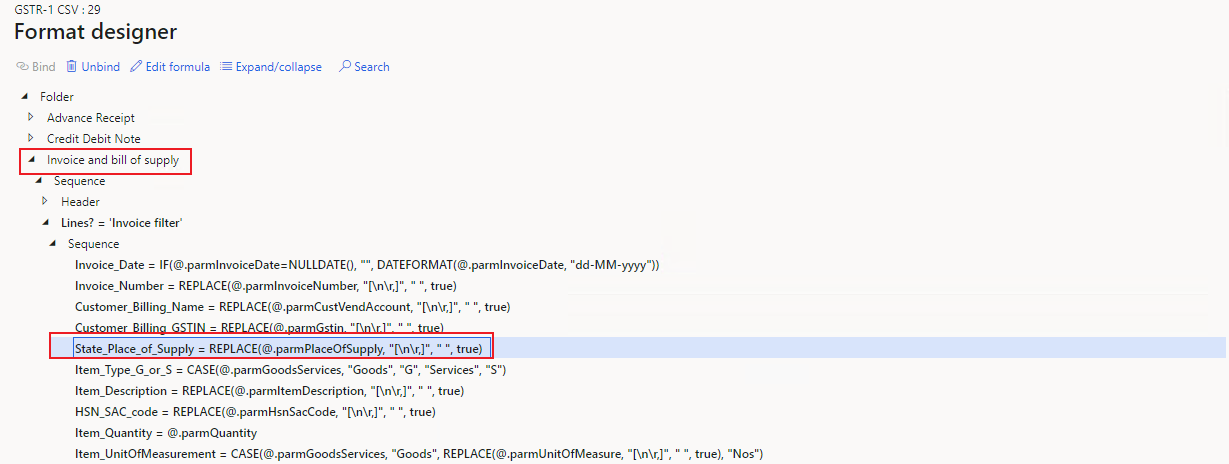 GSTR-1 CSV : 29
Format designer
Bind Unbind Edit formula Expand/collapse Search
Folder
Advance Receipt
Credit Debit Note
Invoice and bill of supply
Sequence
Header
Lines? = 'Invoice filter'
Sequence
Invoice_Date = IF(@.parmInvoiceDate=NULLDATE(), "", DATEFORMAT(@.parmInvoiceDate, "dd-MM-yyyy"))
Invoice_Number = REPLACE(@.parmInvoiceNumber, "[\n\r,]", " ", true)
Customer_Billing_Name = REPLACE(@.parmCustVendAccount, "[\n\r,]", " ", true)
Customer_Billing_GSTIN = REPLACE(@.parmGstin, "[\n\r,]", " ", true)
State_Place_of_Supply = REPLACE(@.parmPlaceOfSupply, "[\n\r,]", " ", true)
Item_Type_G_or_S = CASE(@.parmGoodsServices, "Goods", "G", "Services", "S")
Item_Description = REPLACE(@.parmItemDescription, "[\n\r,]", " ", true)
HSN_SAC_code = REPLACE(@.parmHsnSacCode, "[\n\r,]", " ", true)
Item_Quantity = @.parmQuantity
Item_UnitOfMeasurement = CASE(@.parmGoodsServices, "Goods", REPLACE(@.parmUnitOfMeasure, "[\n\r,]", " ", true), "Nos")